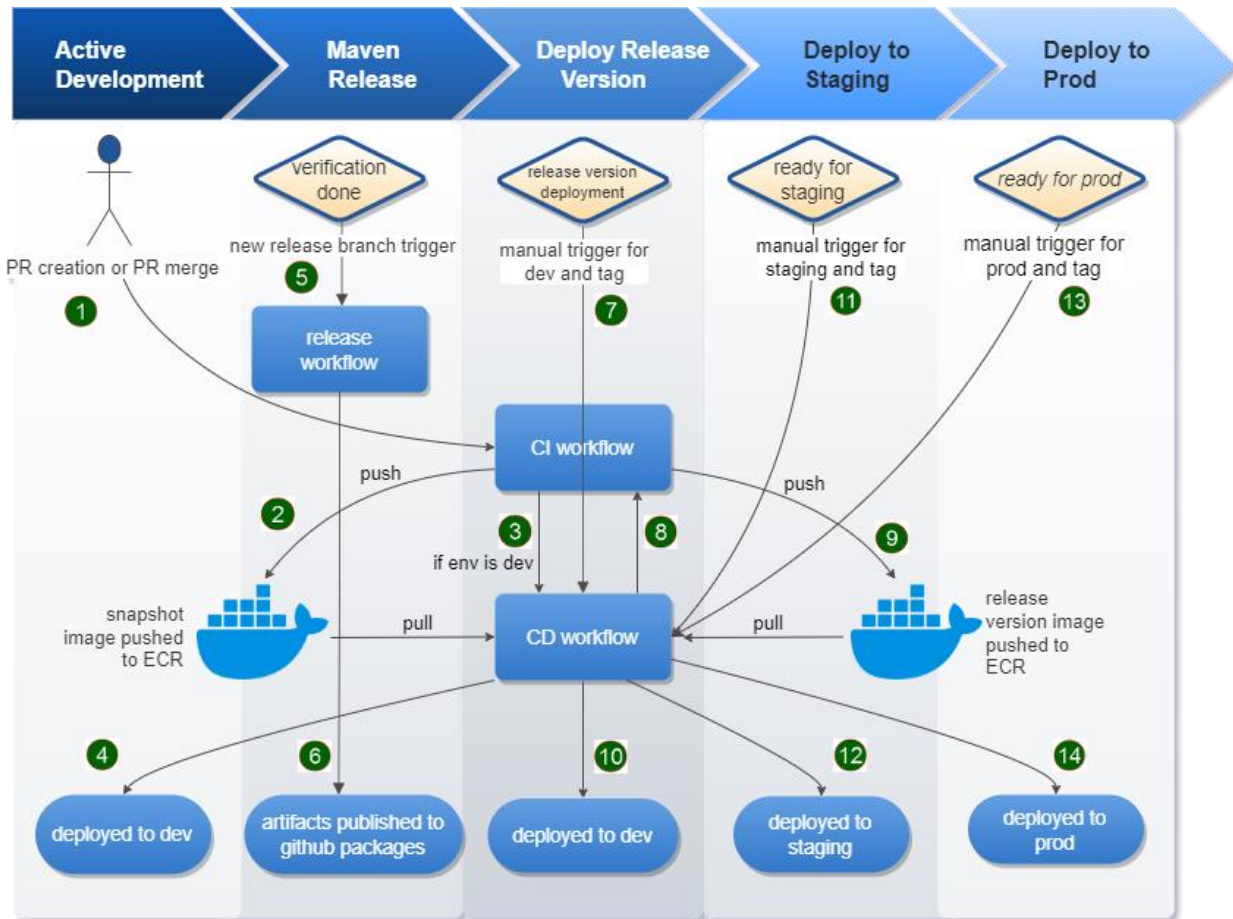 Active
Development
Maven
Release
Deploy Release
Version
Deploy to
Staging
Deploy to
Prod
verification
done
release version
deployment
ready for
staging
ready for prod
PR creation or PR merge
1
new release branch trigger
5
manual trigger for
dev and tag
7
manual trigger for
staging and tag
11
manual trigger for
prod and tag
13
release
workflow
CI workflow
push
push
2
3
8
9
if env is dev
snapshot
image pushed
to ECR
pull
CD workflow
pull
release
version image
pushed to
ECR
4
6
10
12
14
deployed to dev
artifacts published to
github packages
deployed to dev
deployed to
staging
deployed to
prod